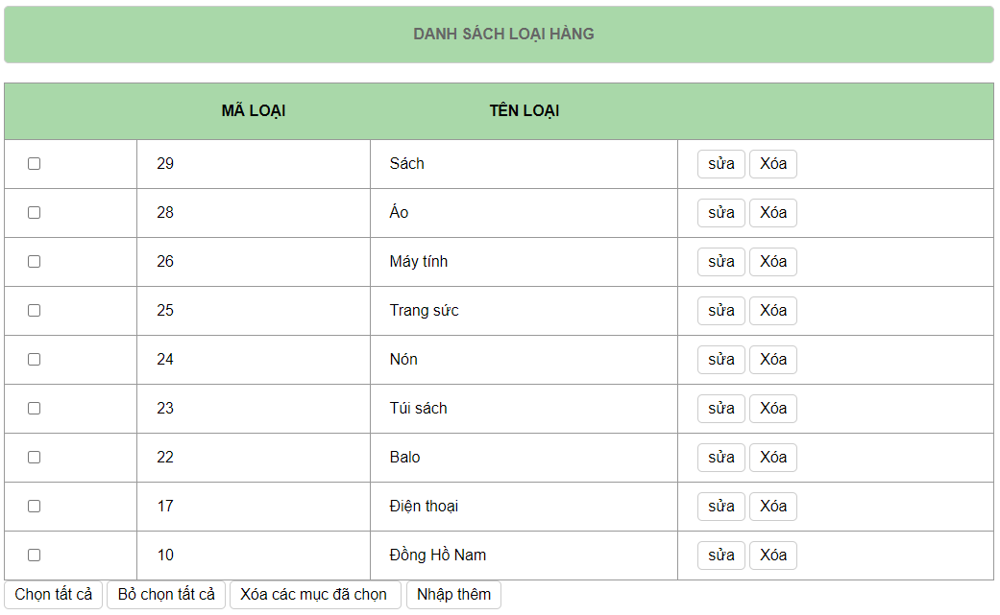 DANH SÁCH LOẠI HÀNG
MÃ LOẠI TÊN LOẠI
29 Sách sửa Xóa
28 Áo sửa Xóa
26 Máy tính sửa Xóa
25 Trang sức sửa Xóa
24 Nón sửa Xóa
23 Túi sách sửa Xóa
22 Balo sửa Xóa
17 Điện thoại sửa Xóa
10 Đồng Hồ Nam sửa Xóa
Chọn tất cả Bỏ chọn tất cả Xóa các mục đã chọn Nhập thêm